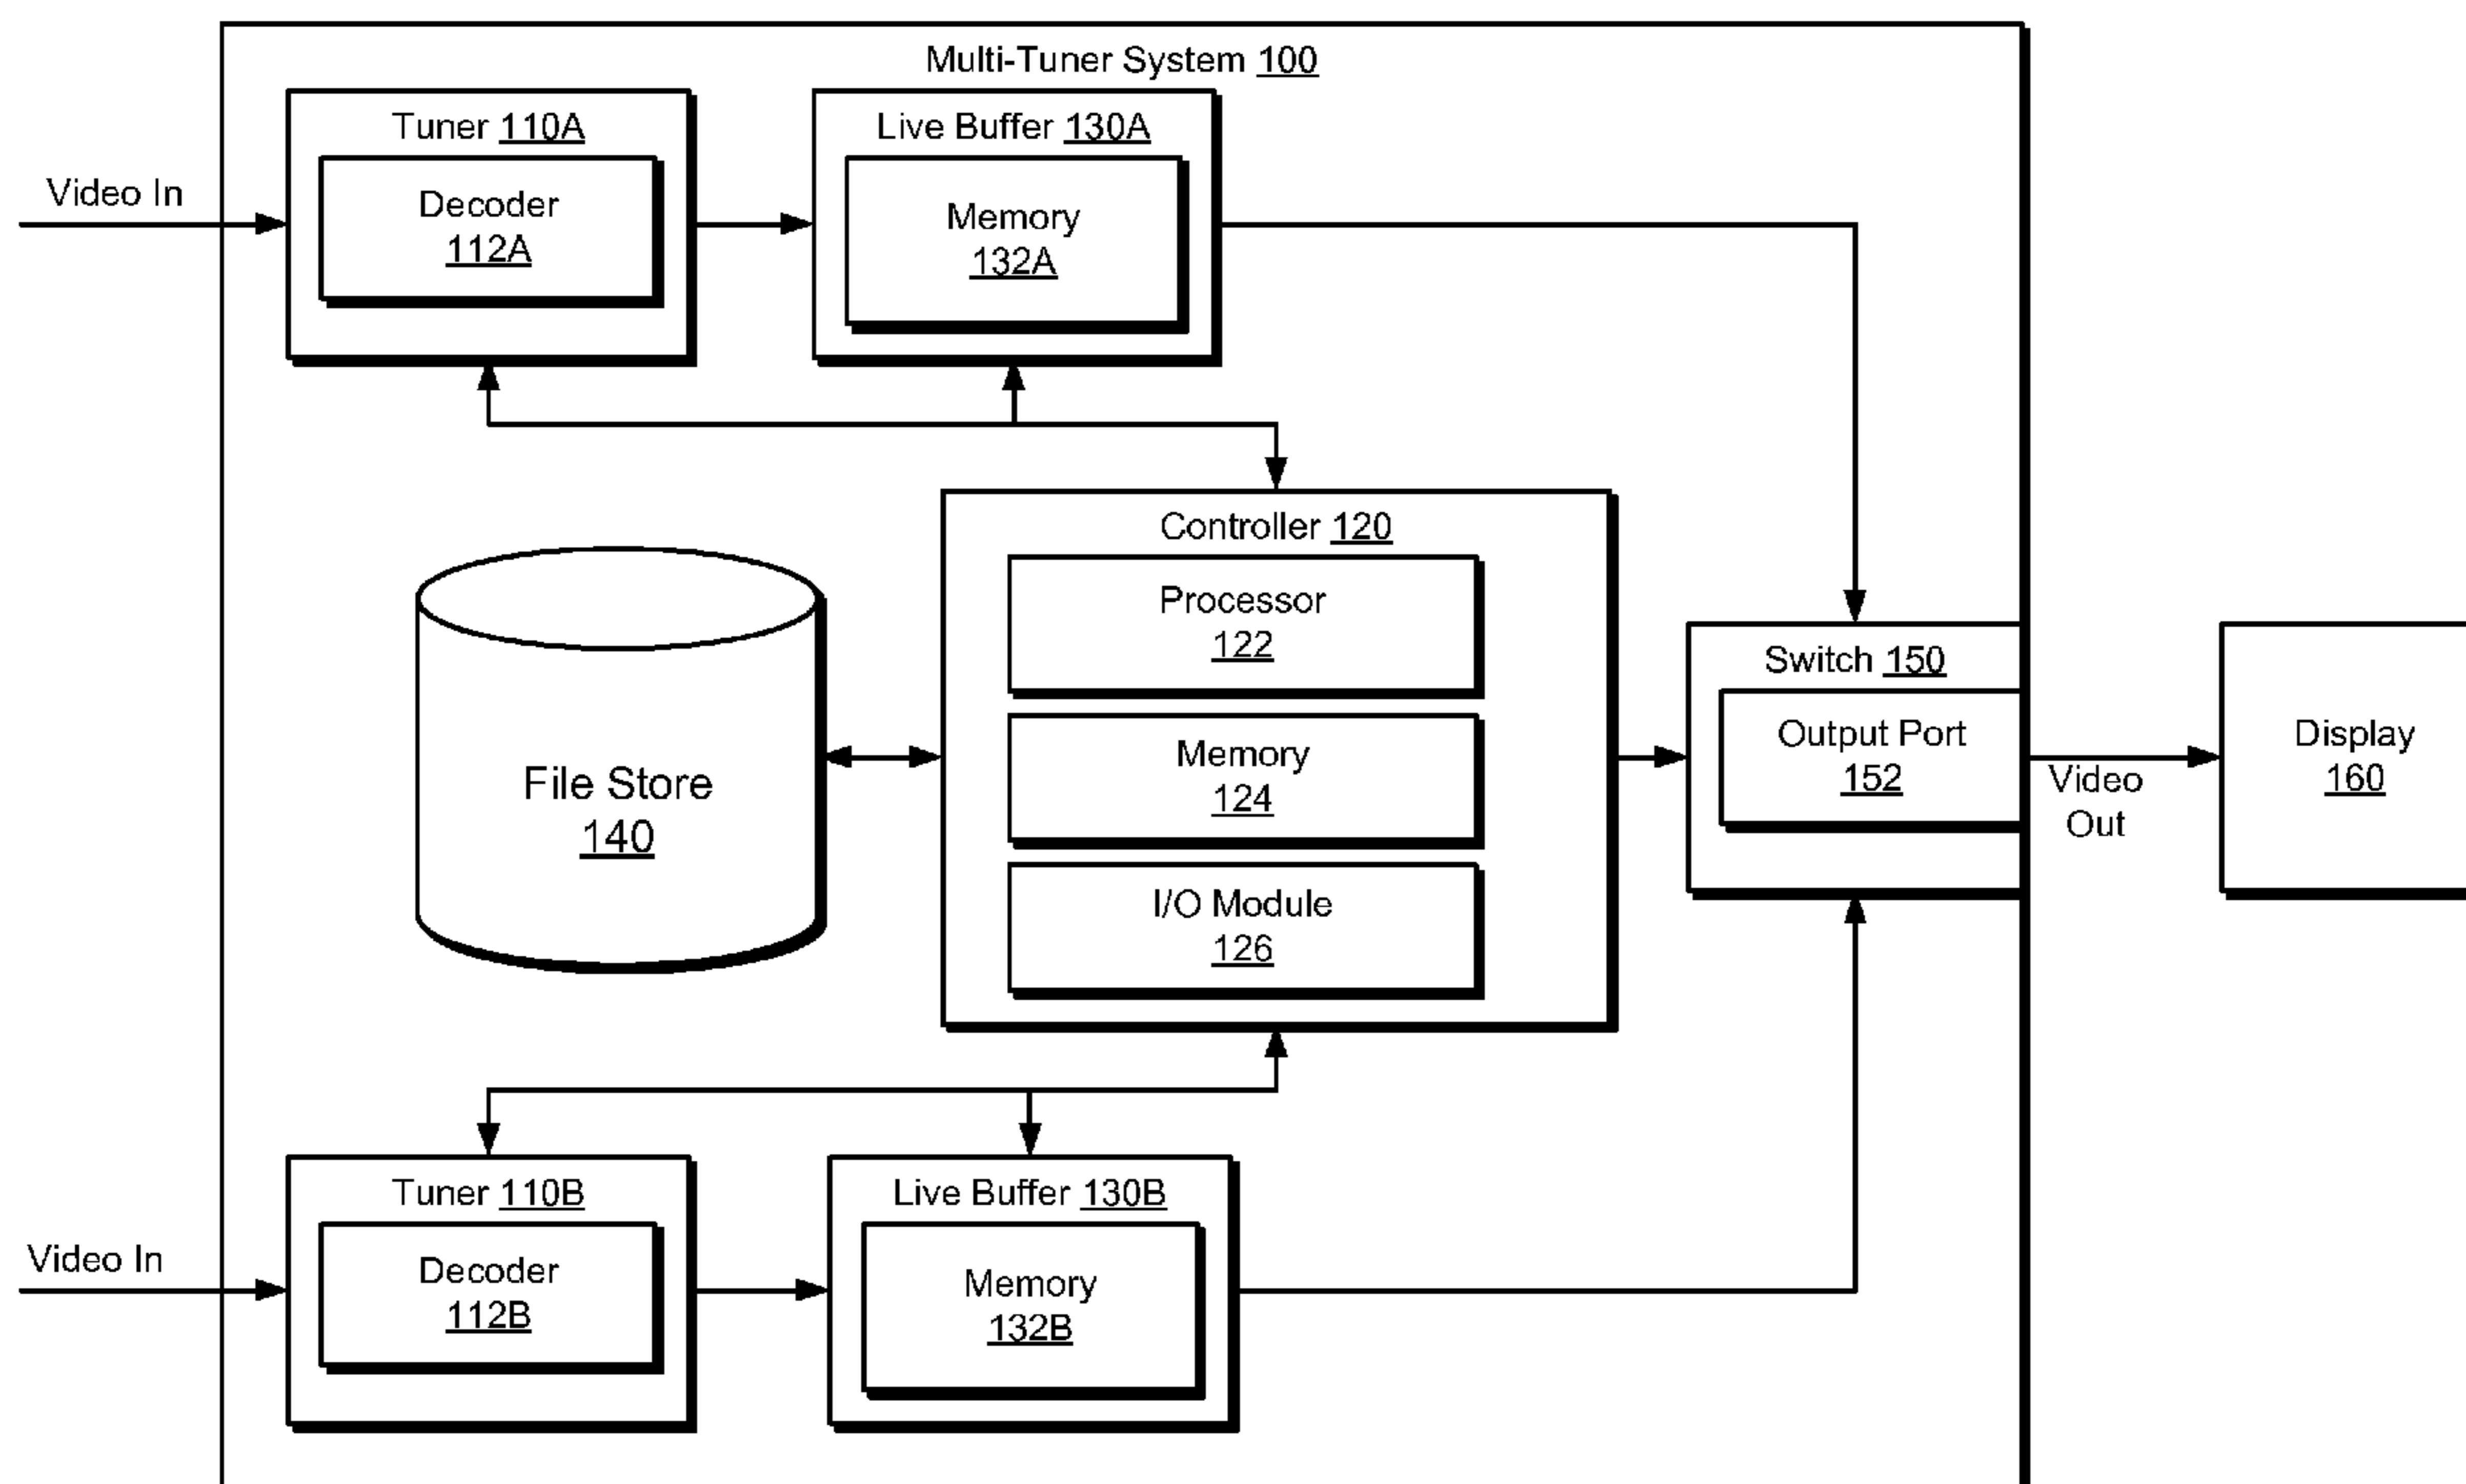 Multi-Tuner System 100
Tuner 110A
Decoder
112A
Live Buffer 130A
Memory
132A
Video In
Controller 120
Processor
122
Memory
124
I/O Module
126
File Store
140
Switch 150
Output Port
152
Video
Out
Display
160
Tuner 110B
Decoder
112B
Live Buffer 130B
Memory
132B
Video In